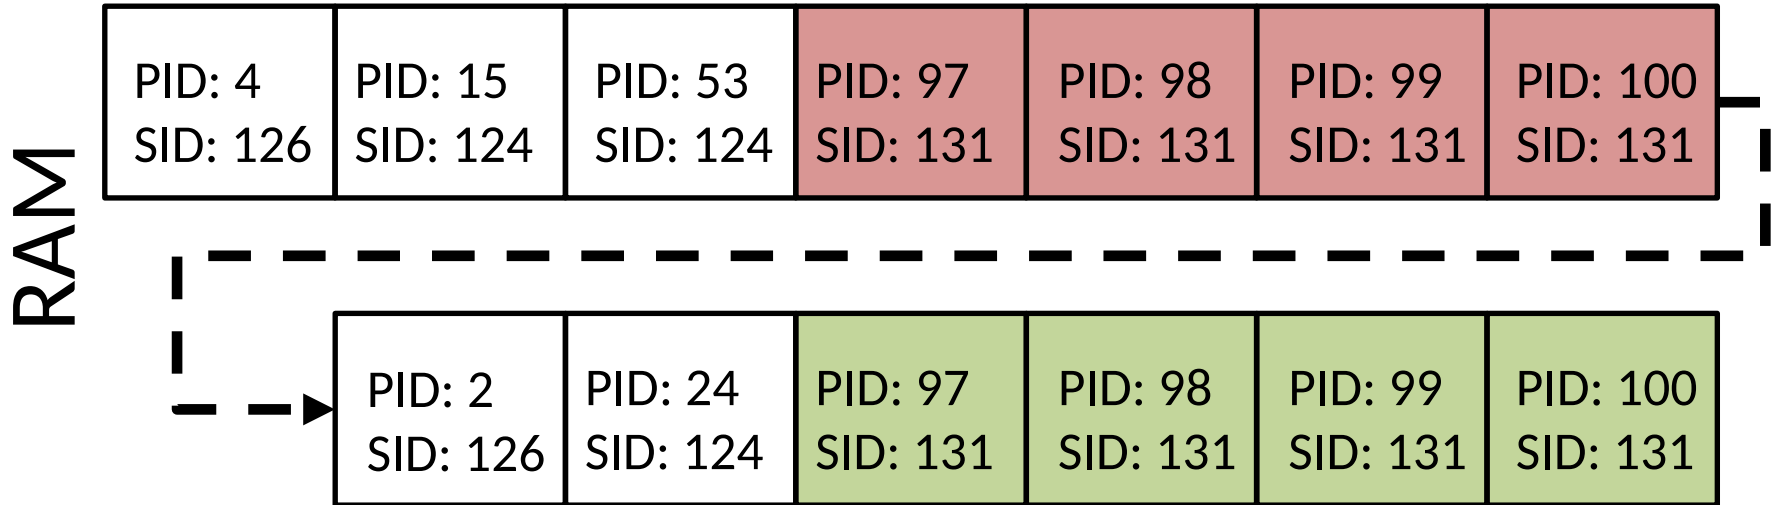 RAM
PID: 4
SID: 126
PID: 15
SID: 124
PID: 53
SID: 124
PID: 97
SID: 131
PID: 98
SID: 131
PID: 99
SID: 131
PID: 100
SID: 131
PID: 2
SID: 126
PID: 24
SID: 124
PID: 97
SID: 131
PID: 98
SID: 131
PID: 99
SID: 131
PID: 100
SID: 131